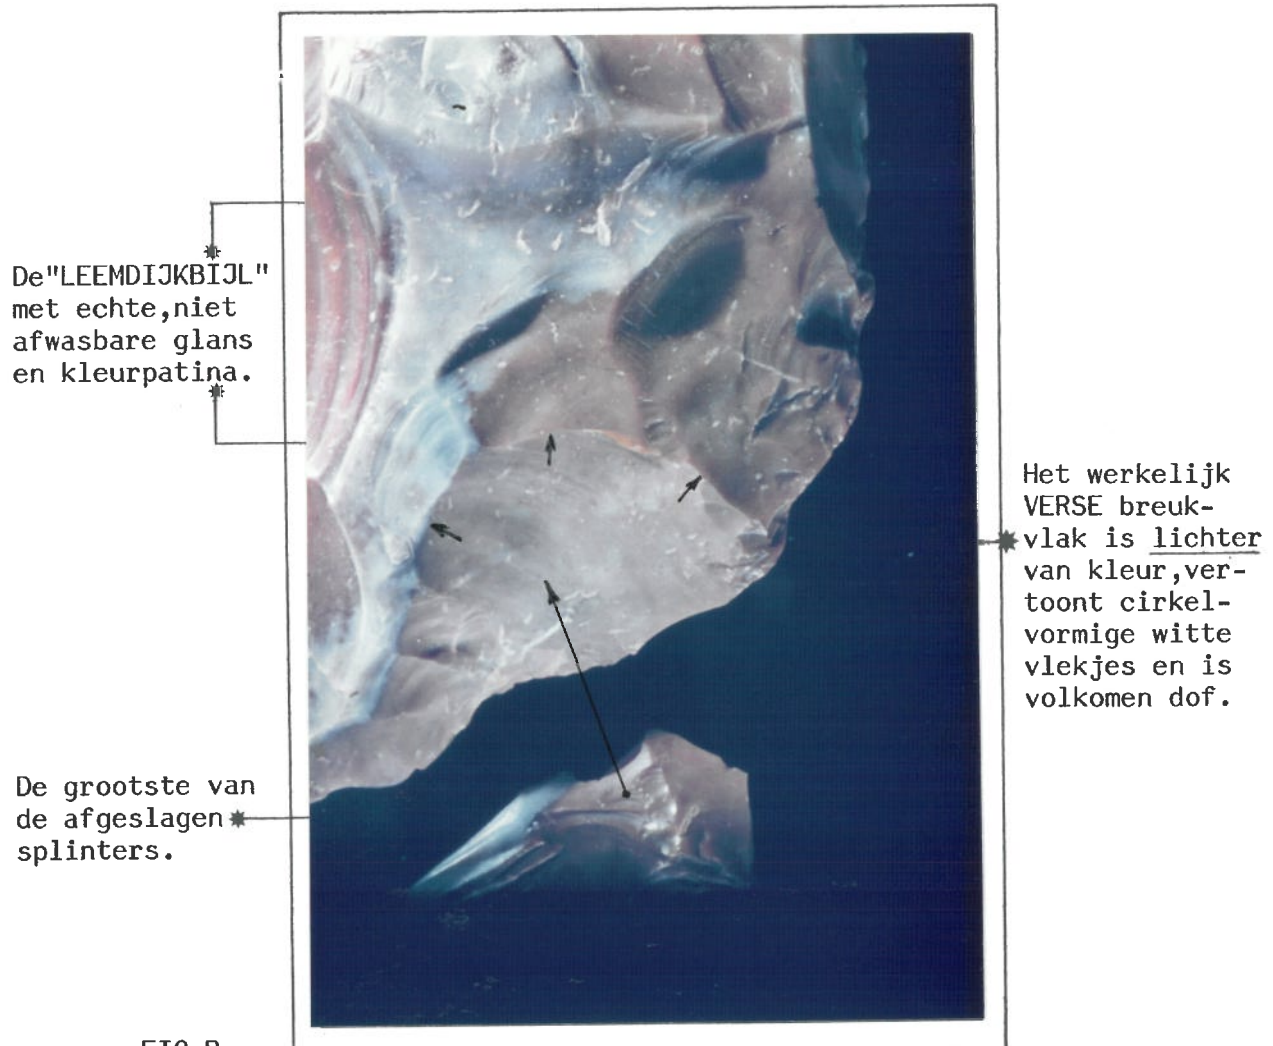 De"LEEMDIJKBIJL"
met echte,niet
afwasbare glans
en kleurpatina.
Het werkelijk
VERSE breuk-
vlak is lichter
van kleur,ver-
toont cirkel-
vormige witte
vlekjes en is
volkomen dof.
De grootste van
de afgeslagen
splinters.